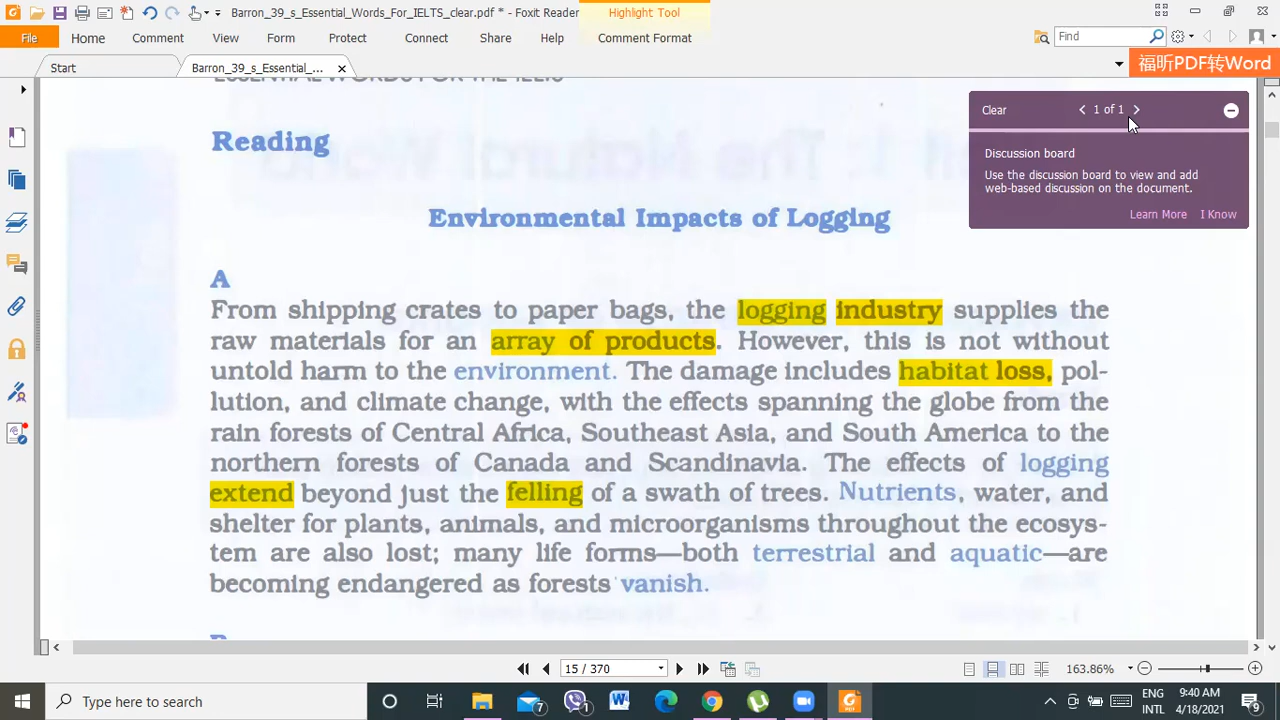 Barron_39_s_Essential_Words_For_IELTS_clear.pdf * - Foxit Reader
Highlight Tool
File Home Comment View Form Protect Connect Share Help Comment Format
Find
Start
Barron_39_s_Essential_...
福昕PDF转Word
ESSENTIAL WORDS FOR THE IELTS
Clear
1 of 1
Discussion board
Use the discussion board to view and add
web-based discussion on the document.
Learn More I Know
Reading
Environmental Impacts of Logging
A
From shipping crates to paper bags, the logging industry supplies the
raw materials for an array of products. However, this is not without
untold harm to the environment. The damage includes habitat loss, pol-
lution, and climate change, with the effects spanning the globe from the
rain forests of Central Africa, Southeast Asia, and South America to the
northern forests of Canada and Scandinavia. The effects of logging
extend beyond just the felling of a swath of trees. Nutrients, water, and
shelter for plants, animals, and microorganisms throughout the ecosys-
tem are also lost; many life forms—both terrestrial and aquatic—are
becoming endangered as forests vanish.
15 / 370
163.86%
Type here to search
7
1
ENG
INTL
9:40 AM
4/18/2021
9